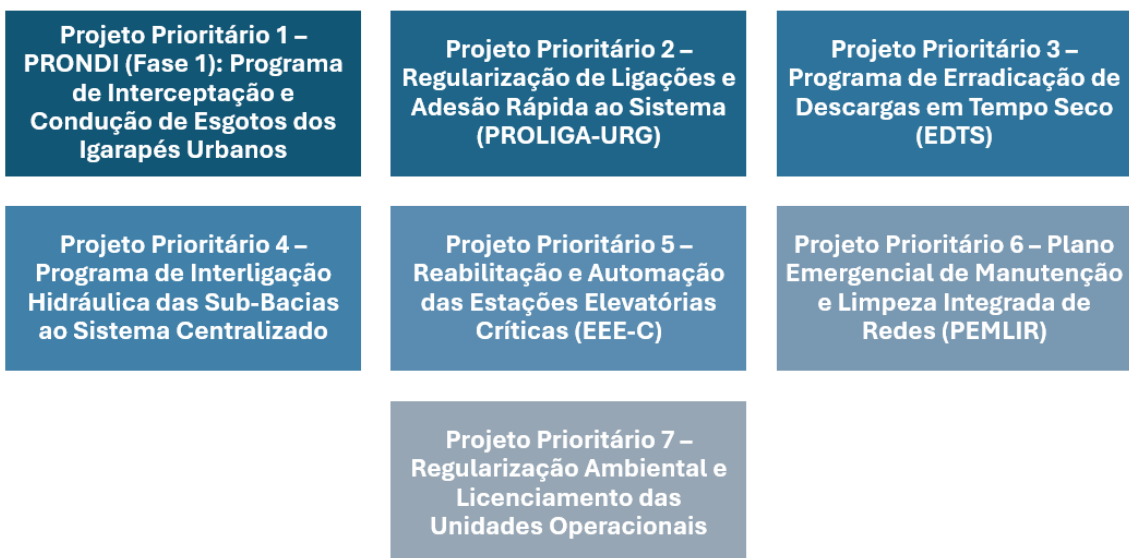 Projeto Prioritário 1 –
PRONDI (Fase 1): Programa
de Interceptação e
Condução de Esgotos dos
Igarapés Urbanos
Projeto Prioritário 2 –
Regularização de Ligações e
Adesão Rápida ao Sistema
(PROLIGA-URG)
Projeto Prioritário 3 –
Programa de Erradicação de
Descargas em Tempo Seco
(EDTS)
Projeto Prioritário 4 –
Programa de Interligação
Hidráulica das Sub-Bacias
ao Sistema Centralizado
Projeto Prioritário 5 –
Reabilitação e Automação
das Estações Elevatórias
Críticas (EEE-C)
Projeto Prioritário 6 – Plano
Emergencial de Manutenção
e Limpeza Integrada de
Redes (PEMLIR)
Projeto Prioritário 7 –
Regularização Ambiental e
Licenciamento das
Unidades Operacionais